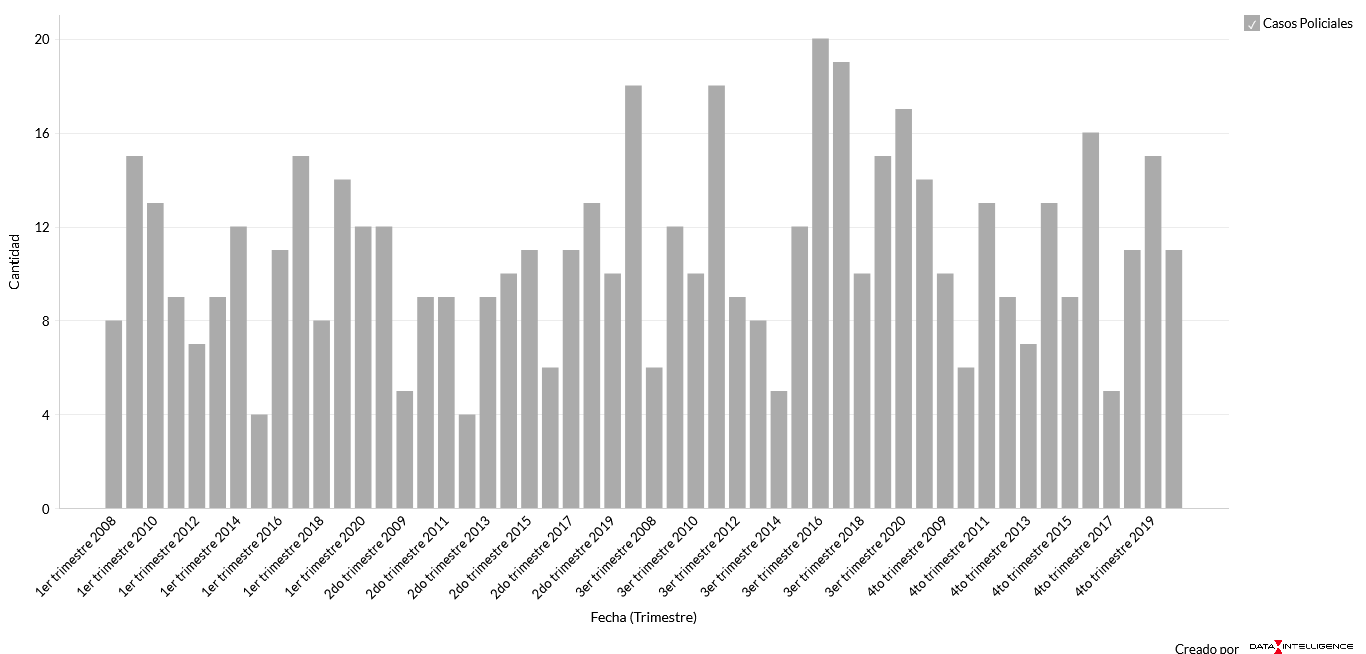 Casos Policiales
20
16
12
8
4
0
Cantidad
1er trimestre 2008
1er trimestre 2010
1er trimestre 2012
1er trimestre 2014
1er trimestre 2016
1er trimestre 2018
1er trimestre 2020
2do trimestre 2009
2do trimestre 2011
2do trimestre 2013
2do trimestre 2015
2do trimestre 2017
2do trimestre 2019
3er trimestre 2008
3er trimestre 2010
3er trimestre 2012
3er trimestre 2014
3er trimestre 2016
3er trimestre 2018
3er trimestre 2020
4to trimestre 2009
4to trimestre 2011
4to trimestre 2013
4to trimestre 2015
4to trimestre 2017
4to trimestre 2019
Fecha (Trimestre)
Creado por DATA INTELLIGENCE